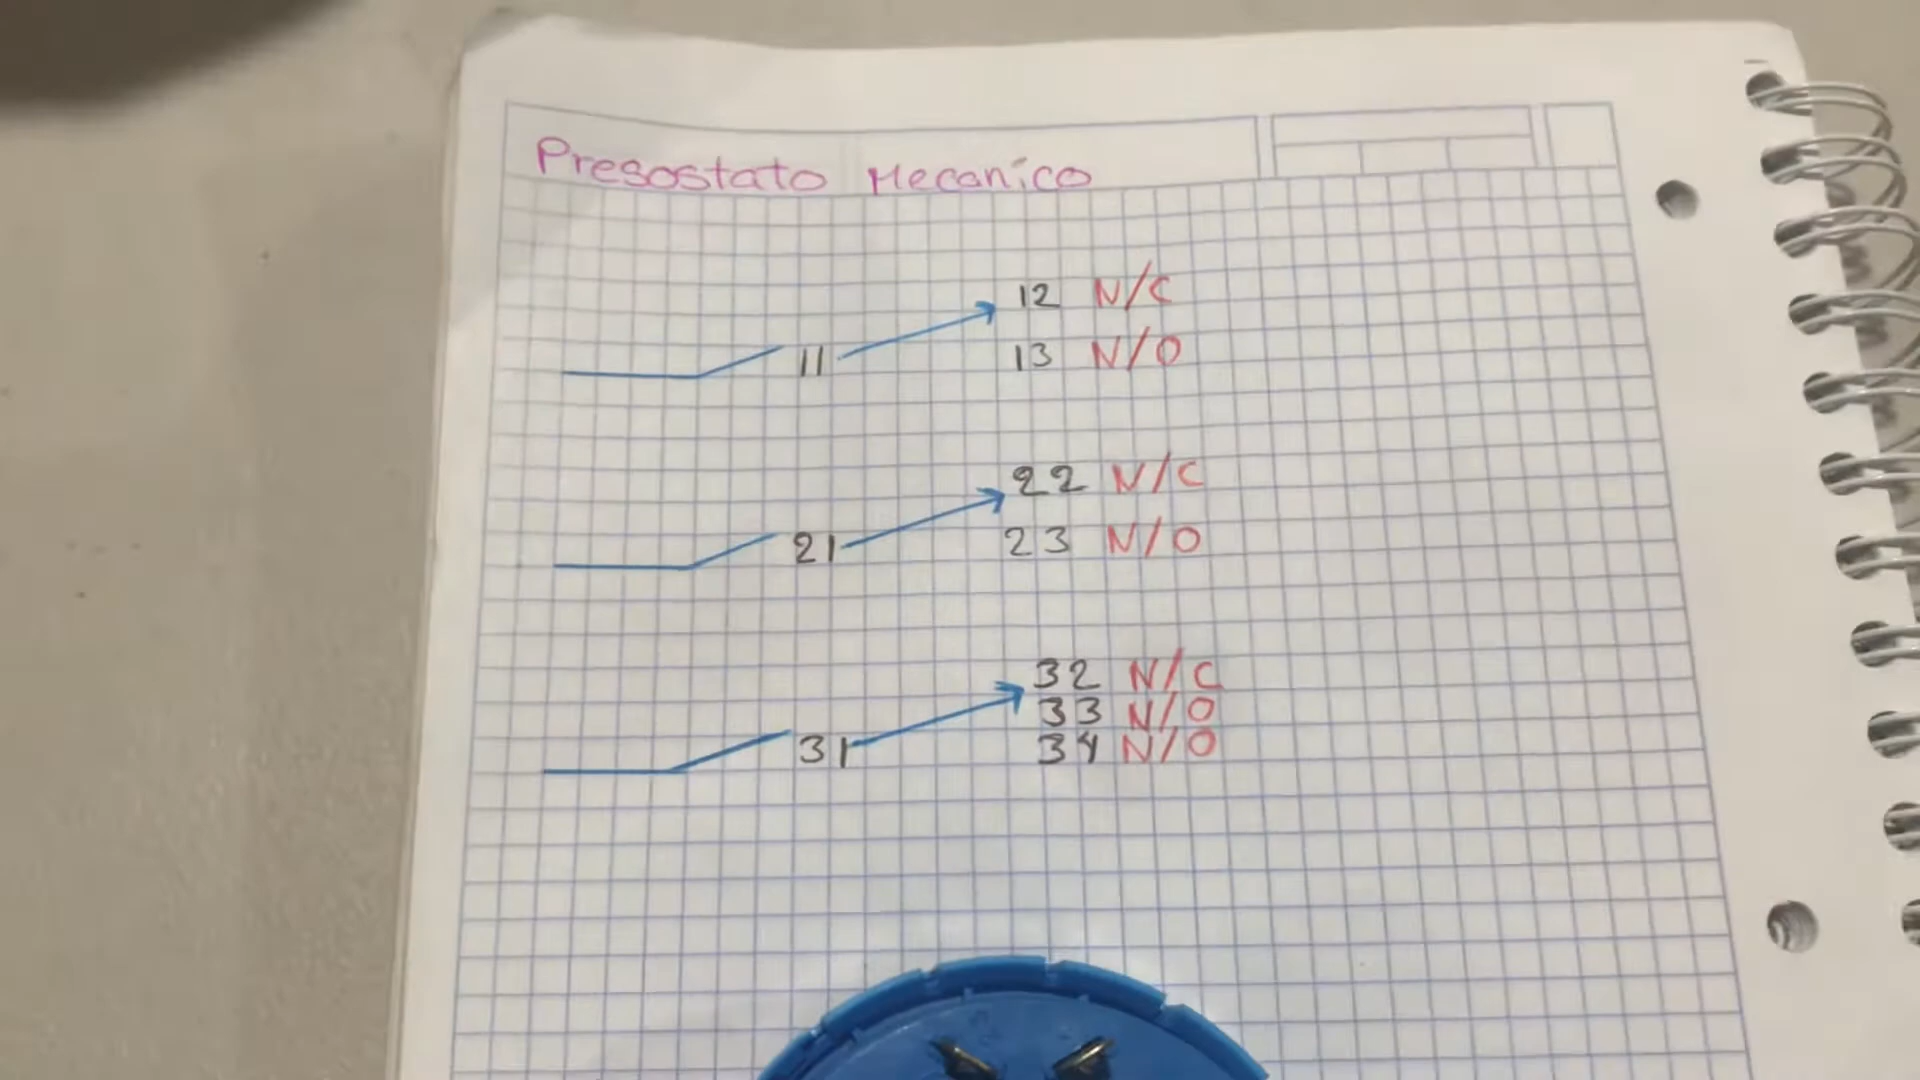 Presostato Mecanico
12 N/C
11
13 N/O
22 N/C
21
23 N/O
32 N/C
33 N/O
31
34 N/O